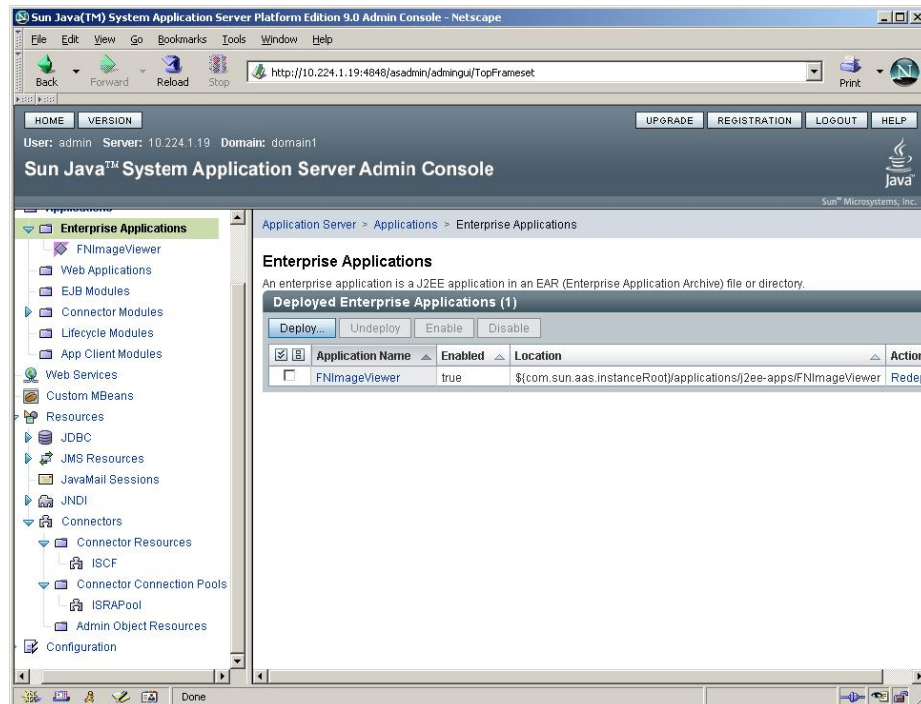 Sun Java(TM) System Application Server Platform Edition 9.0 Admin Console - Netscape
File Edit View Go Bookmarks Tools Window Help
Back Forward Reload Stop
http://10.224.1.19:4848/asadmin/admingui/TopFrameset
Print
HOME VERSION
UPGRADE REGISTRATION LOGOUT HELP
User: admin Server: 10.224.1.19 Domain: domain1
Sun Java™ System Application Server Admin Console
Java™
Sun™ Microsystems, Inc.
Applications
Enterprise Applications
FNImageViewer
Web Applications
EJB Modules
Connector Modules
Lifecycle Modules
App Client Modules
Web Services
Custom MBeans
Resources
JDBC
JMS Resources
JavaMail Sessions
JNDI
Connectors
Connector Resources
ISCF
Connector Connection Pools
ISRAPool
Admin Object Resources
Configuration
Application Server > Applications > Enterprise Applications
Enterprise Applications
An enterprise application is a J2EE application in an EAR (Enterprise Application Archive) file or directory.
Deployed Enterprise Applications (1)
Deploy... Undeploy Enable Disable
Application Name Enabled Location Action
FNImageViewer true ${com.sun.aas.instanceRoot}/applications/j2ee-apps/FNImageViewer Redep
Done